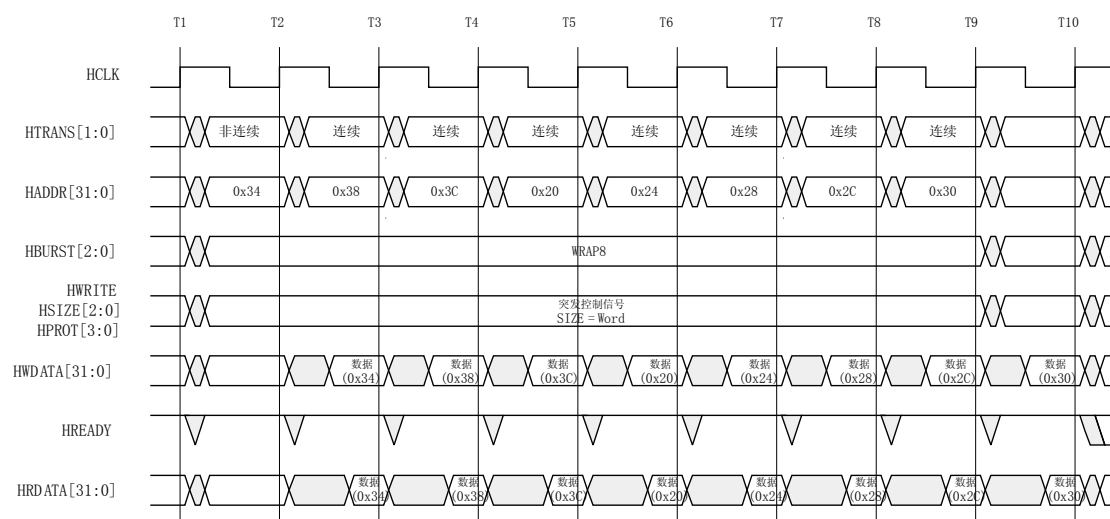 T1 T2 T3 T4 T5 T6 T7 T8 T9 T10
HCLK
HTRANS[1:0] 非连续 连续 连续 连续 连续 连续 连续 连续
HADDR[31:0] 0x34 0x38 0x3C 0x20 0x24 0x28 0x2C 0x30
HBURST[2:0] WRAP8
HWRITE
突发控制信号
HSIZE[2:0]
SIZE = Word
HPROT[3:0]
数据 数据 数据 数据 数据 数据 数据 数据
HWDATA[31:0] (0x34) (0x38) (0x3C) (0x20) (0x24) (0x28) (0x2C) (0x30)
HREADY
数据 数据 数据 数据 数据 数据 数据 数据
HRDATA[31:0] (0x34) (0x38) (0x3C) (0x20) (0x24) (0x28) (0x2C) (0x30)